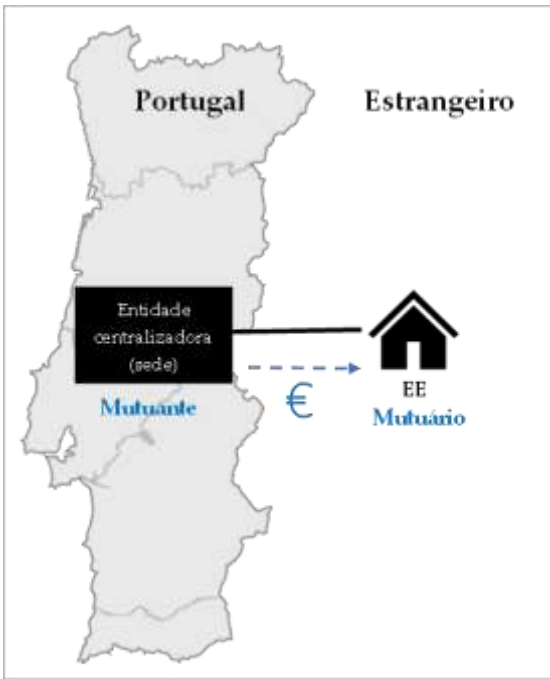 Portugal
Estrangeiro
Entidade
centralizadora
(sede)
Mutuante
€
EE
Mutuário